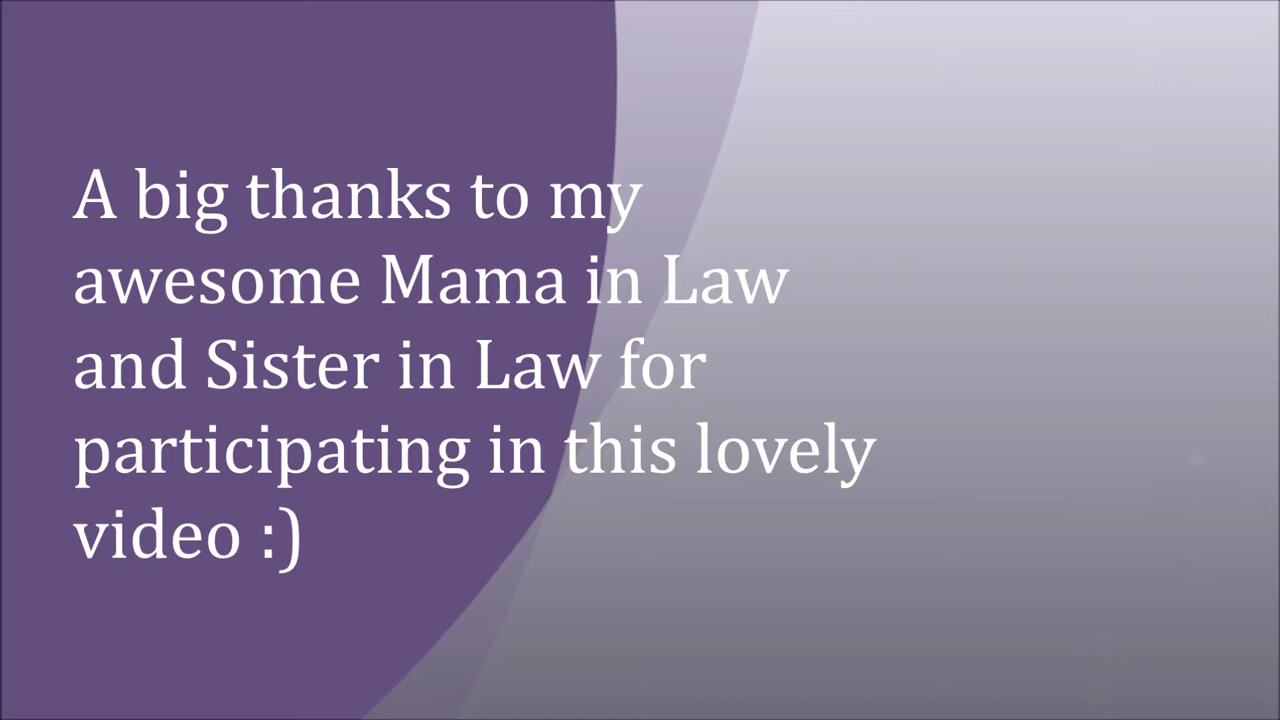 A big thanks to my
awesome Mama in Law
and Sister in Law for
participating in this lovely
video :)